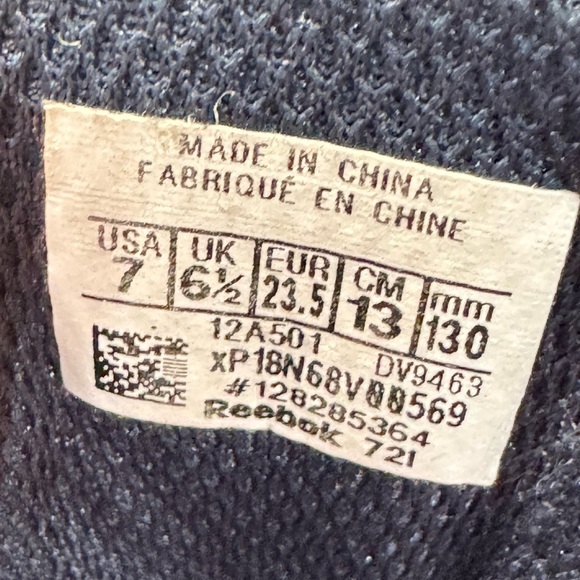 MADE IN CHINA
FABRIQUÉ EN CHINE
USA UK EUR CM mm
7 6½ 23.5 13 130
12A501 DV9463
XP18N68V00569
#128285364
Reebok 721